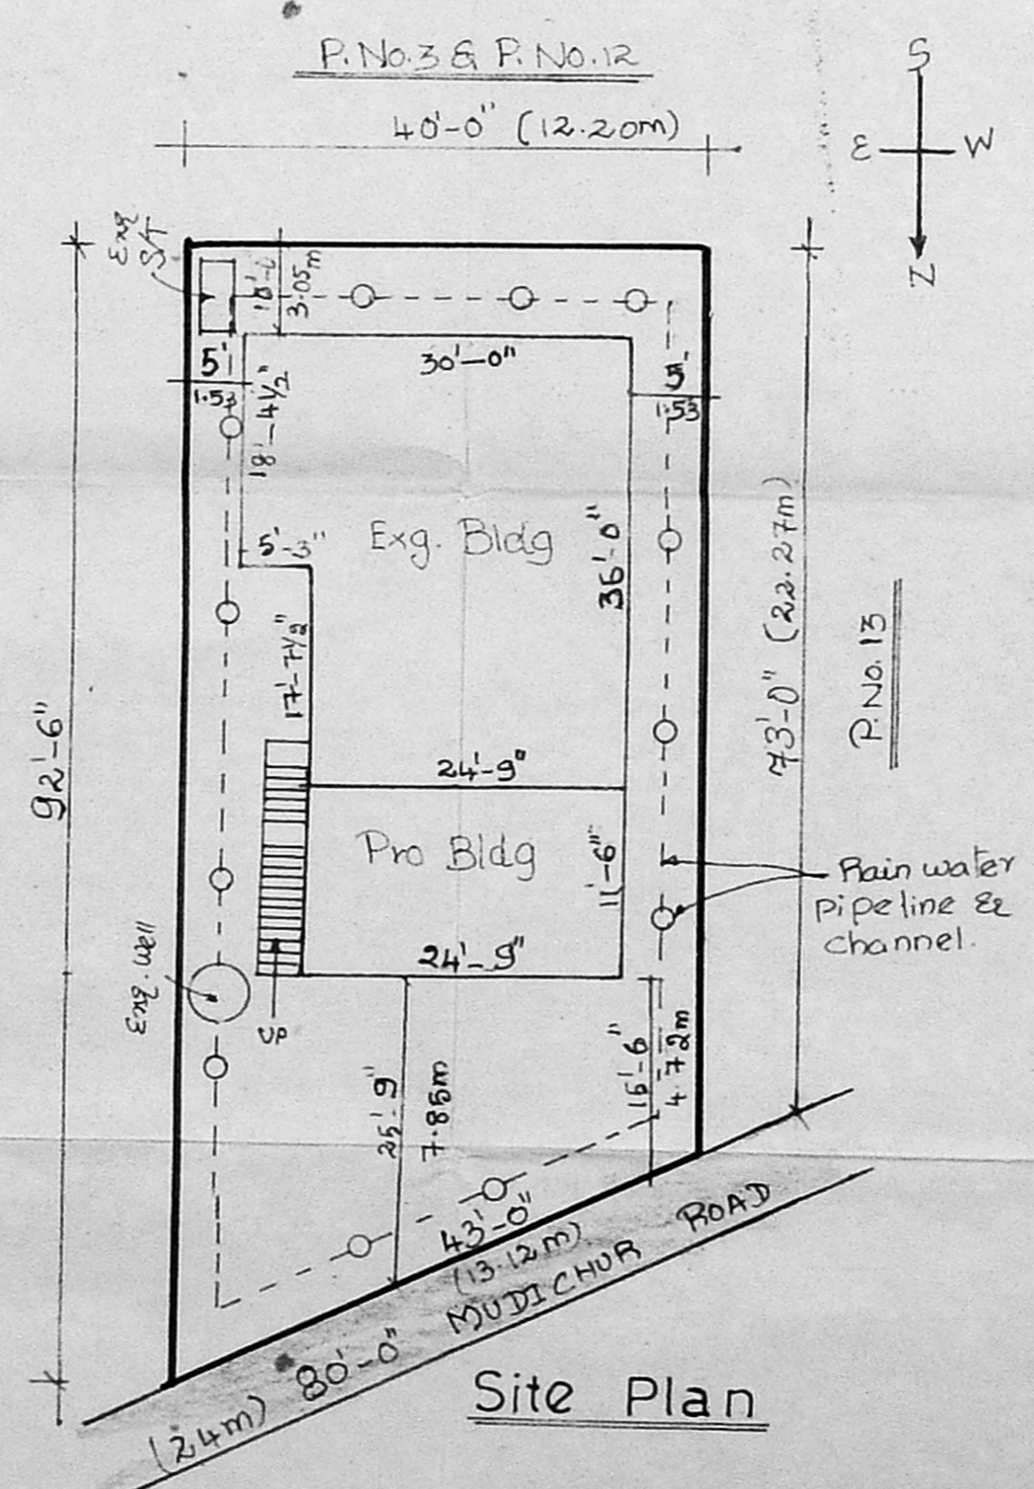 P. No. 3 & P. No. 12
40'-0" (12.20m)
S
E
W
N
Exg
S/T
10'-0
3.05m
5'
1.53
30'-0"
5'
1.53
18'-4½"
5'-3"
Exg. Bldg
36'-0"
17'-7½"
92'-6"
73'-0" (22.27m)
P. No. 13
24'-9"
Pro Bldg
11'-6"
24'-9"
Rain water
pipeline &
channel.
Exg. Well
UP
25'-9"
7.85m
15'-6"
4.72m
43'-0"
(13.12m)
(24m) 80'-0" MUDICHUR ROAD
Site Plan